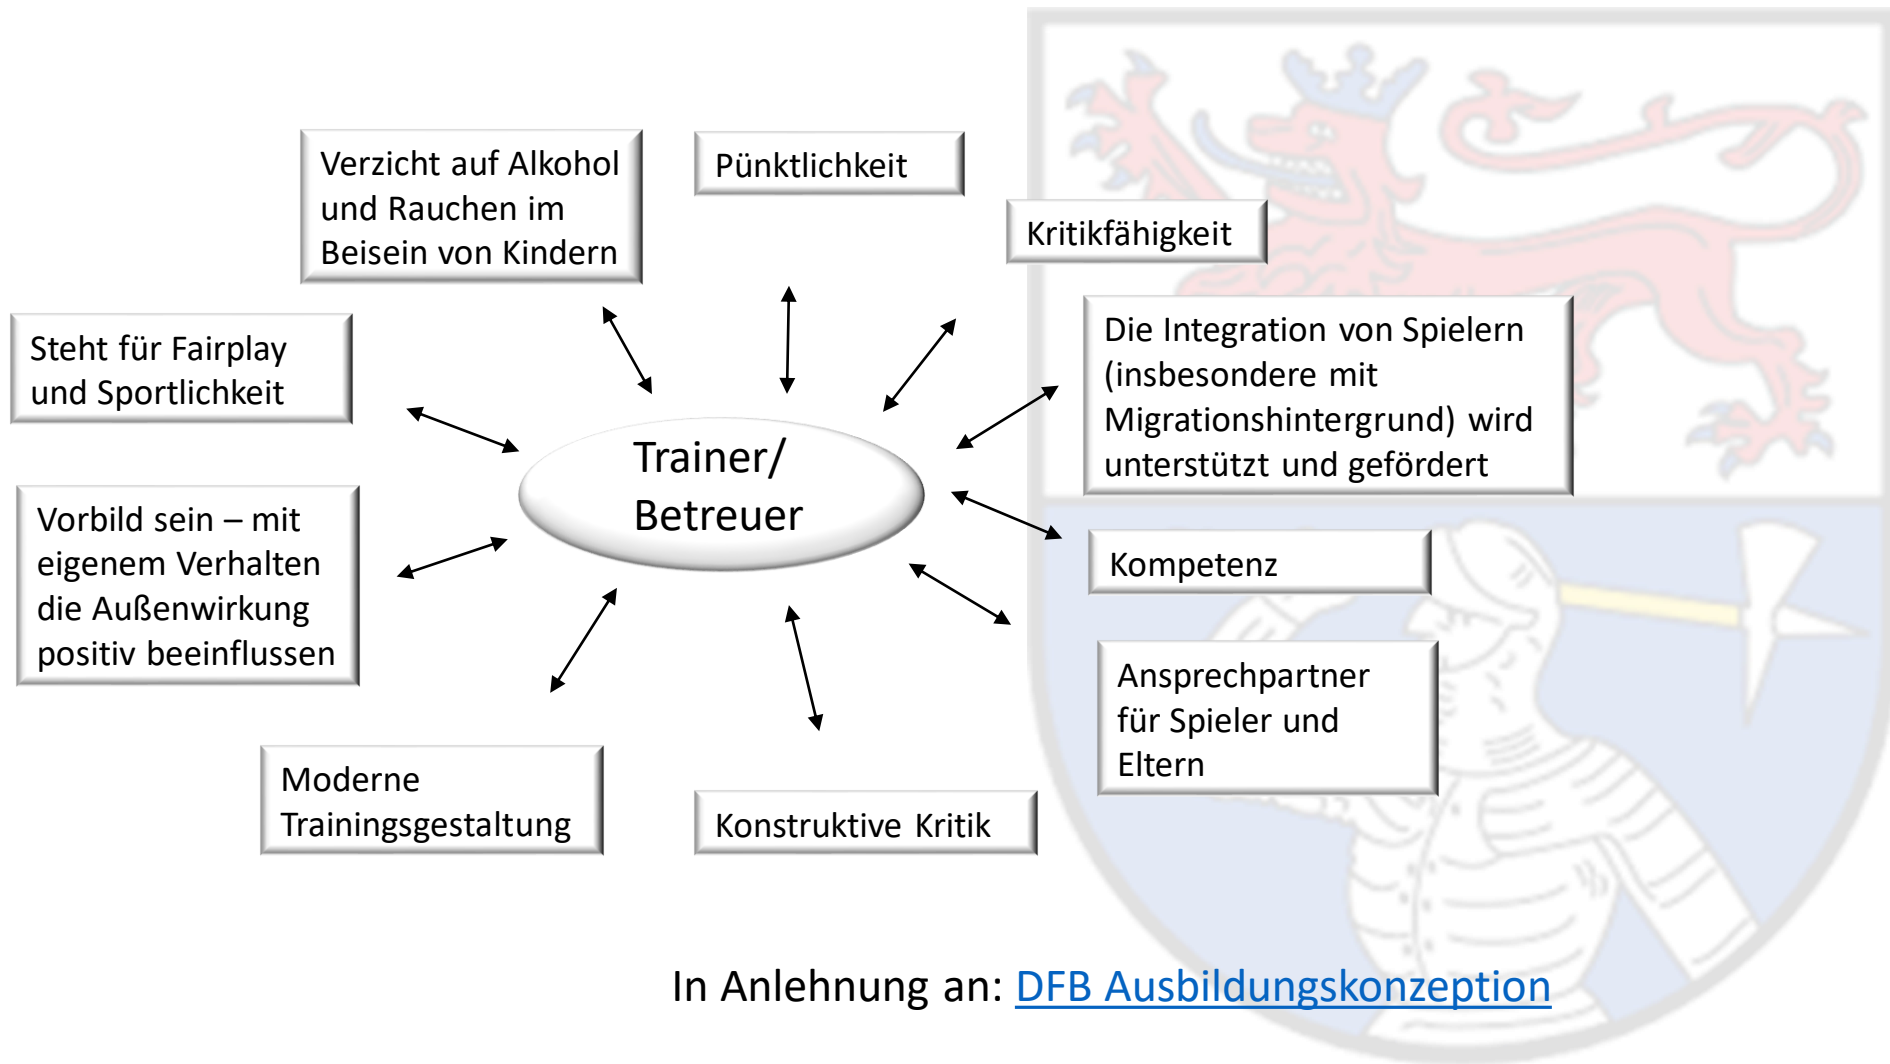 Verzicht auf Alkohol
und Rauchen im
Beisein von Kindern
Pünktlichkeit
Kritikfähigkeit
Steht für Fairplay
und Sportlichkeit
Die Integration von Spielern
(insbesondere mit
Migrationshintergrund) wird
unterstützt und gefördert
Trainer/
Betreuer
Vorbild sein – mit
eigenem Verhalten
die Außenwirkung
positiv beeinflussen
Kompetenz
Ansprechpartner
für Spieler und
Eltern
Moderne
Trainingsgestaltung
Konstruktive Kritik
In Anlehnung an: DFB Ausbildungskonzeption